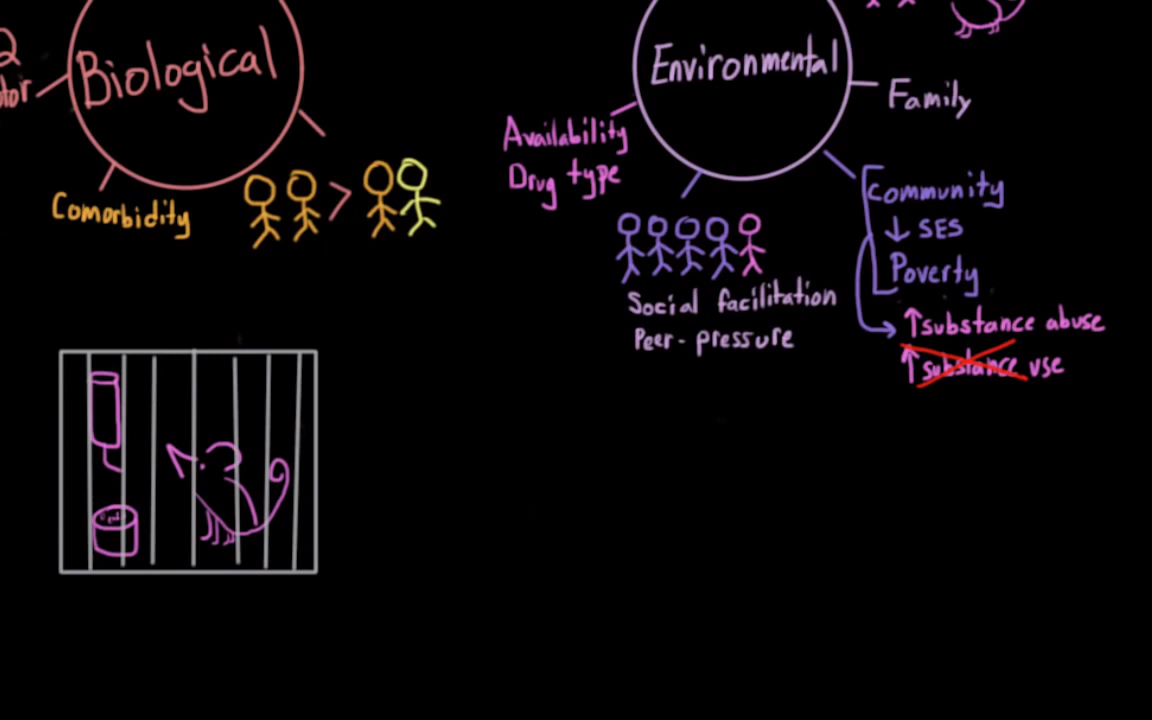 Biological
Comorbidity
Environmental
Availability
Drug type
Family
Community
↓ SES
Poverty
↑substance abuse
↑substance use
Social facilitation
Peer-pressure